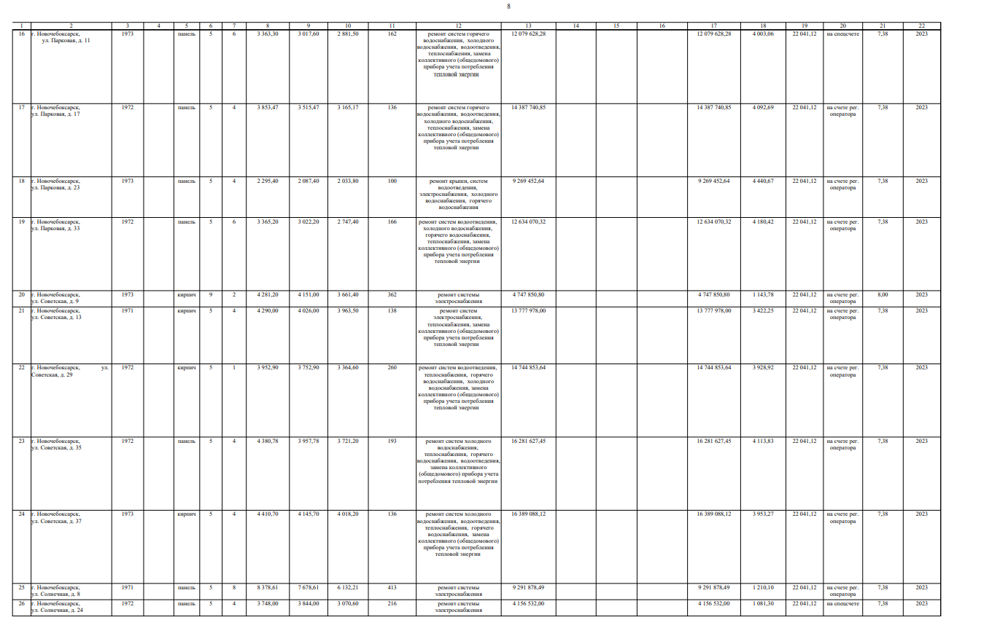 8
1 2 3 4 5 6 7 8 9 10 11 12 13 14 15 16 17 18 19 20 21 22
16 г. Новочебоксарск, 1973 панель 5 6 3 363,30 3 017,60 2 881,50 162 ремонт систем горячего 12 079 628,28 12 079 628,28 4 003,06 22 041,12 на спецсчете 7,38 2023
ул. Парковая, д. 11 водоснабжения, холодного
водоснабжения, водоотведения,
теплоснабжения, замена
коллективного (общедомового)
прибора учета потребления
тепловой энергии
17 г. Новочебоксарск, 1972 панель 5 4 3 853,47 3 515,47 3 165,17 136 ремонт систем горячего 14 387 740,85 14 387 740,85 4 092,69 22 041,12 на счете рег. 7,38 2023
ул. Парковая, д. 17 водоснабжения, водоотведения, оператора
холодного водоснабжения,
теплоснабжения, замена
коллективного (общедомового)
прибора учета потребления
тепловой энергии
18 г. Новочебоксарск, 1973 панель 5 4 2 295,40 2 087,40 2 033,80 100 ремонт крыши, систем 9 269 452,64 9 269 452,64 4 440,67 22 041,12 на счете рег. 7,38 2023
ул. Парковая, д. 23 водоотведения, оператора
электроснабжения, холодного
водоснабжения, горячего
водоснабжения
19 г. Новочебоксарск, 1972 панель 5 6 3 365,20 3 022,20 2 747,40 166 ремонт систем водоотведения, 12 634 070,32 12 634 070,32 4 180,42 22 041,12 на счете рег. 7,38 2023
ул. Парковая, д. 33 холодного водоснабжения, оператора
горячего водоснабжения,
теплоснабжения, замена
коллективного (общедомового)
прибора учета потребления
тепловой энергии
20 г. Новочебоксарск, 1973 кирпич 9 2 4 281,20 4 151,00 3 661,40 362 ремонт системы 4 747 850,80 4 747 850,80 1 143,78 22 041,12 на счете рег. 8,00 2023
ул. Советская, д. 9 электроснабжения оператора
21 г. Новочебоксарск, 1971 кирпич 5 4 4 290,00 4 026,00 3 963,50 138 ремонт систем 13 777 978,00 13 777 978,00 3 422,25 22 041,12 на счете рег. 7,38 2023
ул. Советская, д. 13 электроснабжения, оператора
теплоснабжения, замена
коллективного (общедомового)
прибора учета потребления
тепловой энергии
22 г. Новочебоксарск, ул. 1972 кирпич 5 1 3 952,90 3 752,90 3 364,60 260 ремонт систем водоотведения, 14 744 853,64 14 744 853,64 3 928,92 22 041,12 на счете рег. 7,38 2023
Советская, д. 29 теплоснабжения, горячего оператора
водоснабжения, холодного
водоснабжения, замена
коллективного (общедомового)
прибора учета потребления
тепловой энергии
23 г. Новочебоксарск, 1972 панель 5 4 4 380,78 3 957,78 3 721,20 193 ремонт систем холодного 16 281 627,45 16 281 627,45 4 113,83 22 041,12 на счете рег. 7,38 2023
ул. Советская, д. 35 водоснабжения, оператора
теплоснабжения, горячего
водоснабжения, водоотведения,
замена коллективного
(общедомового) прибора учета
потребления тепловой энергии
24 г. Новочебоксарск, 1973 кирпич 5 4 4 410,70 4 145,70 4 018,20 136 ремонт систем холодного 16 389 088,12 16 389 088,12 3 953,27 22 041,12 на счете рег. 7,38 2023
ул. Советская, д. 37 водоснабжения, водоотведения, оператора
теплоснабжения, горячего
водоснабжения, замена
коллективного (общедомового)
прибора учета потребления
тепловой энергии
25 г. Новочебоксарск, 1971 панель 5 8 8 378,61 7 678,61 6 132,21 413 ремонт системы 9 291 878,49 9 291 878,49 1 210,10 22 041,12 на счете рег. 7,38 2023
ул. Солнечная, д. 8 электроснабжения оператора
26 г. Новочебоксарск, 1972 панель 5 4 3 748,00 3 844,00 3 070,60 216 ремонт системы 4 156 532,00 4 156 532,00 1 081,30 22 041,12 на спецсчете 7,38 2023
ул. Солнечная, д. 24 электроснабжения